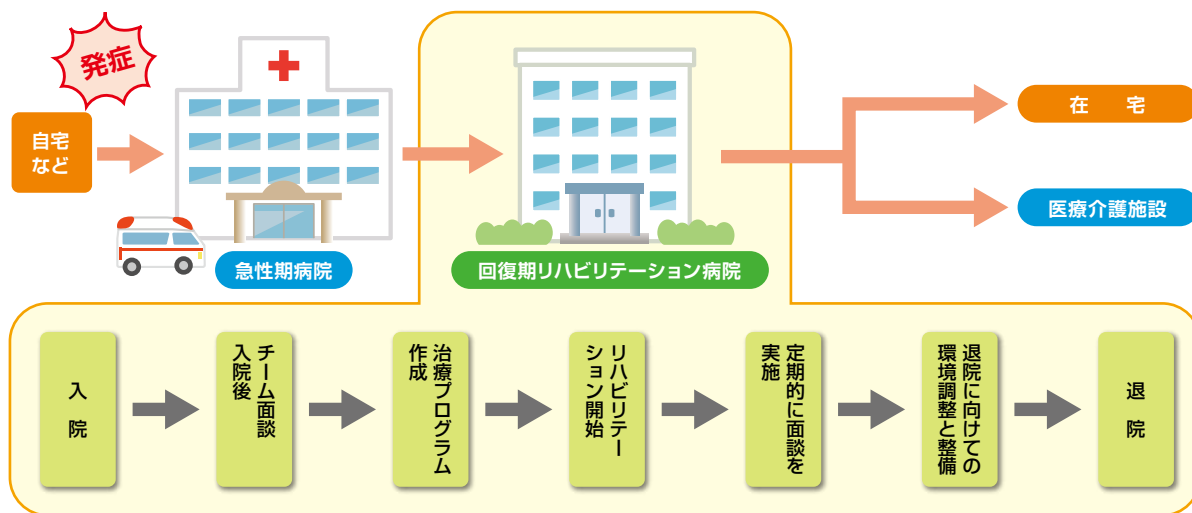 発症
自宅
など
急性期病院
回復期リハビリテーション病院
在　宅
医療介護施設
入　院
入院後
チーム面談
治療プログラム
作成
リハビリテー
ション開始
定期的に面談を
実施
退院に向けての
環境調整と整備
退　院